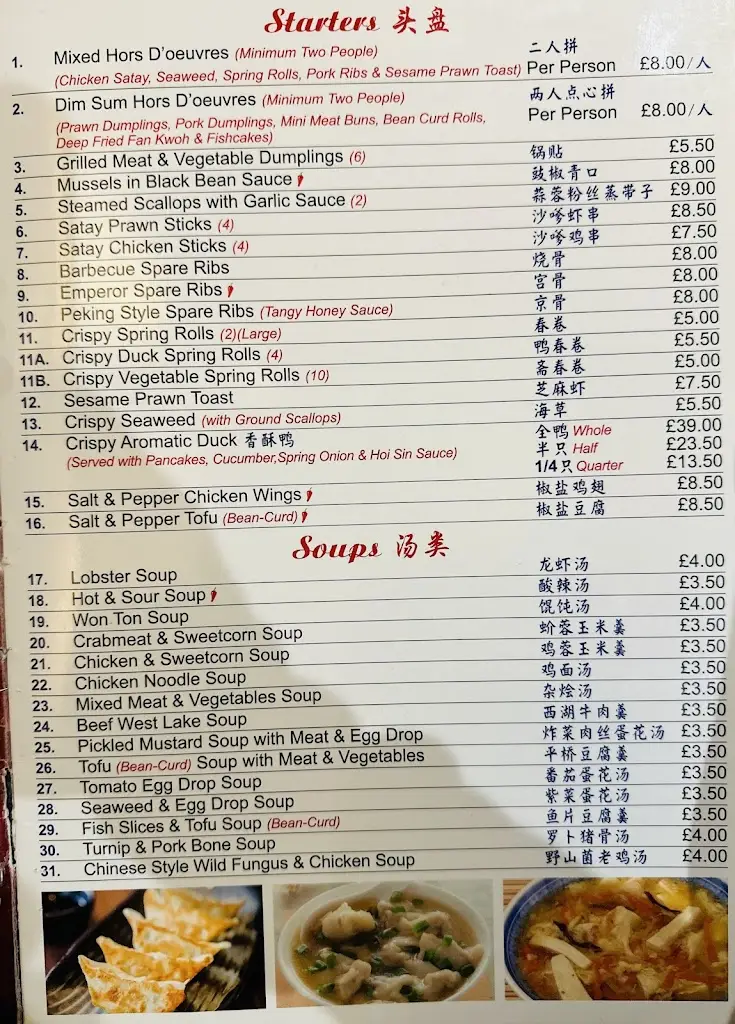 Starters 头盘
1. Mixed Hors D'oeuvres (Minimum Two People) 二人拼
(Chicken Satay, Seaweed, Spring Rolls, Pork Ribs & Sesame Prawn Toast) Per Person £8.00/人
2. Dim Sum Hors D'oeuvres (Minimum Two People) 两人点心拼
(Prawn Dumplings, Pork Dumplings, Mini Meat Buns, Bean Curd Rolls, Per Person £8.00/人
Deep Fried Fan Kwoh & Fishcakes)
3. Grilled Meat & Vegetable Dumplings (6) 锅贴 £5.50
4. Mussels in Black Bean Sauce 豉椒青口 £8.00
5. Steamed Scallops with Garlic Sauce (2) 蒜蓉粉丝蒸带子 £9.00
6. Satay Prawn Sticks (4) 沙嗲虾串 £8.50
7. Satay Chicken Sticks (4) 沙嗲鸡串 £7.50
8. Barbecue Spare Ribs 烧骨 £8.00
9. Emperor Spare Ribs 宫骨 £8.00
10. Peking Style Spare Ribs (Tangy Honey Sauce) 京骨 £8.00
11. Crispy Spring Rolls (2)(Large) 春卷 £5.00
11A. Crispy Duck Spring Rolls (4) 鸭春卷 £5.50
11B. Crispy Vegetable Spring Rolls (10) 斋春卷 £5.00
12. Sesame Prawn Toast 芝麻虾 £7.50
13. Crispy Seaweed (with Ground Scallops) 海草 £5.50
14. Crispy Aromatic Duck 香酥鸭 全鸭 Whole £39.00
(Served with Pancakes, Cucumber,Spring Onion & Hoi Sin Sauce) 半只 Half £23.50
1/4只 Quarter £13.50
15. Salt & Pepper Chicken Wings 椒盐鸡翅 £8.50
16. Salt & Pepper Tofu (Bean-Curd) 椒盐豆腐 £8.50
Soups 汤类
17. Lobster Soup 龙虾汤 £4.00
18. Hot & Sour Soup 酸辣汤 £3.50
19. Won Ton Soup 馄饨汤 £4.00
20. Crabmeat & Sweetcorn Soup 蚧蓉玉米羹 £3.50
21. Chicken & Sweetcorn Soup 鸡蓉玉米羹 £3.50
22. Chicken Noodle Soup 鸡面汤 £3.50
23. Mixed Meat & Vegetables Soup 杂烩汤 £3.50
24. Beef West Lake Soup 西湖牛肉羹 £3.50
25. Pickled Mustard Soup with Meat & Egg Drop 炸菜肉丝蛋花汤 £3.50
26. Tofu (Bean-Curd) Soup with Meat & Vegetables 平桥豆腐羹 £3.50
27. Tomato Egg Drop Soup 番茄蛋花汤 £3.50
28. Seaweed & Egg Drop Soup 紫菜蛋花汤 £3.50
29. Fish Slices & Tofu Soup (Bean-Curd) 鱼片豆腐羹 £3.50
30. Turnip & Pork Bone Soup 罗卜猪骨汤 £4.00
31. Chinese Style Wild Fungus & Chicken Soup 野山菌老鸡汤 £4.00